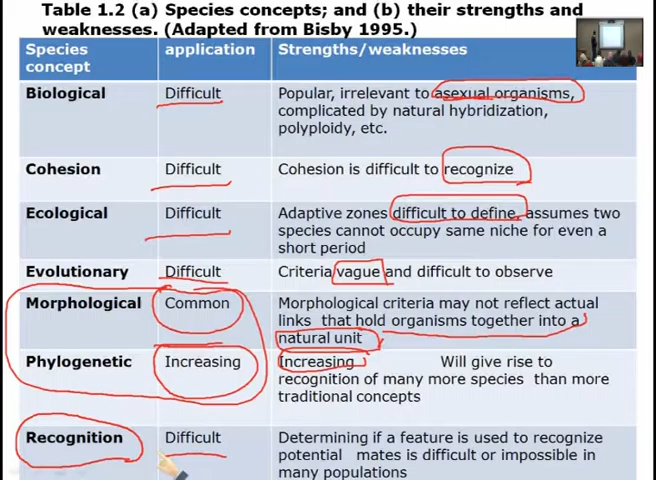 Table 1.2 (a) Species concepts; and (b) their strengths and
weaknesses. (Adapted from Bisby 1995.)
Species concept application Strengths/weaknesses
Biological Difficult Popular, irrelevant to asexual organisms,
complicated by natural hybridization,
polyploidy, etc.
Cohesion Difficult Cohesion is difficult to recognize
Ecological Difficult Adaptive zones difficult to define, assumes two
species cannot occupy same niche for even a
short period
Evolutionary Difficult Criteria vague and difficult to observe
Morphological Common Morphological criteria may not reflect actual
links that hold organisms together into a
natural unit
Phylogenetic Increasing Increasing Will give rise to
recognition of many more species than more
traditional concepts
Recognition Difficult Determining if a feature is used to recognize
potential mates is difficult or impossible in
many populations